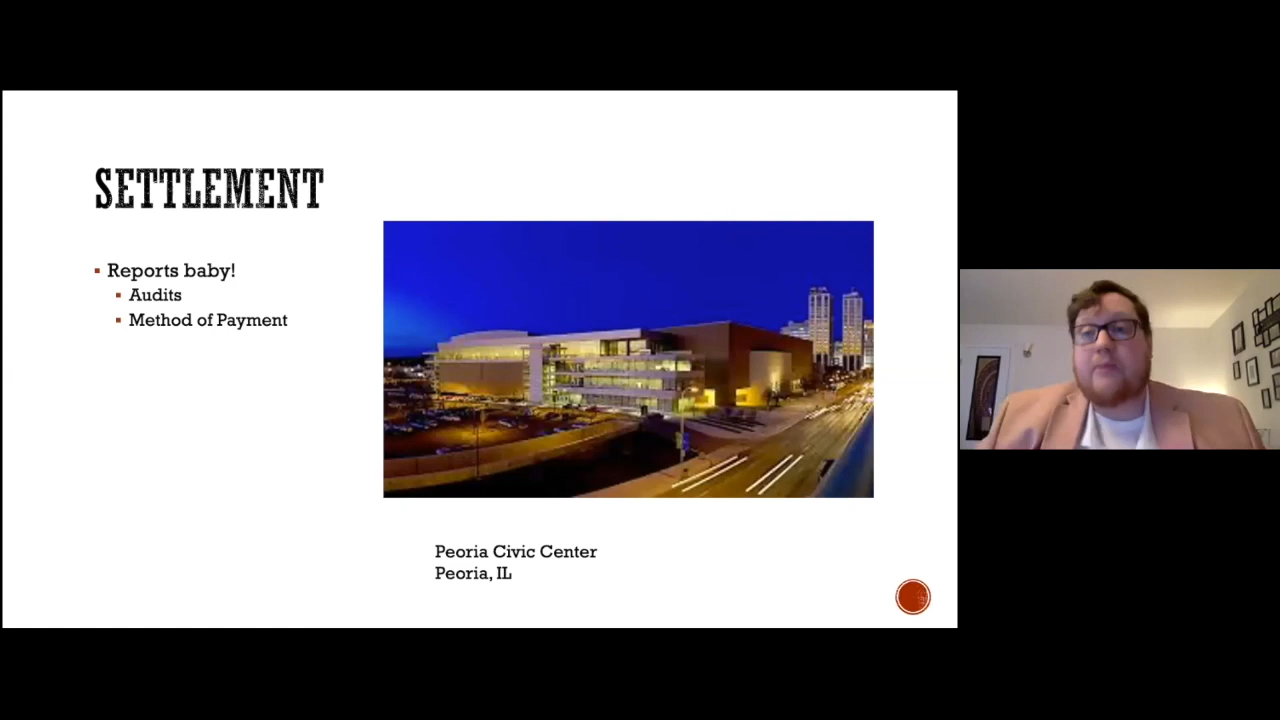 SETTLEMENT
Reports baby!
Audits
Method of Payment
Peoria Civic Center
Peoria, IL